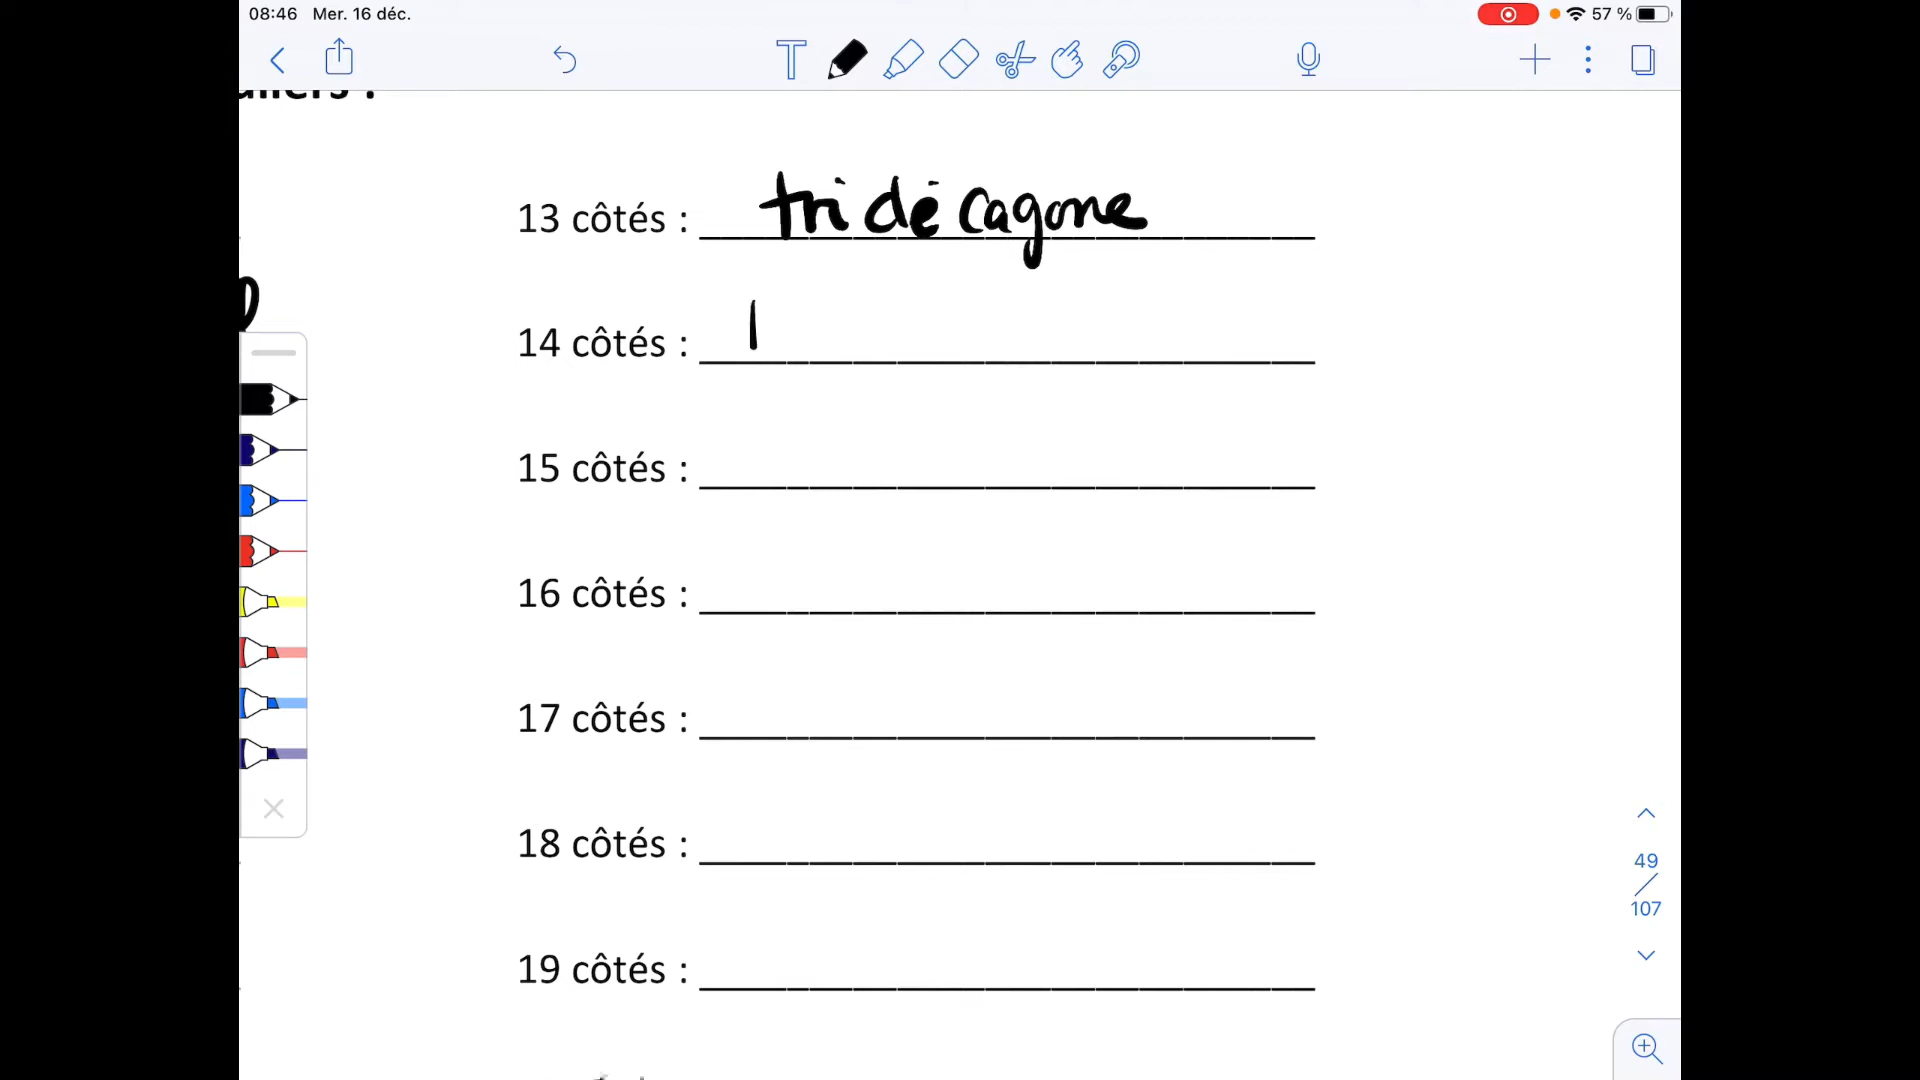 08:46 Mer. 16 déc.
57 %
T
13 côtés : tridécagone
14 côtés :
15 côtés :
16 côtés :
17 côtés :
18 côtés :
19 côtés :
49
107